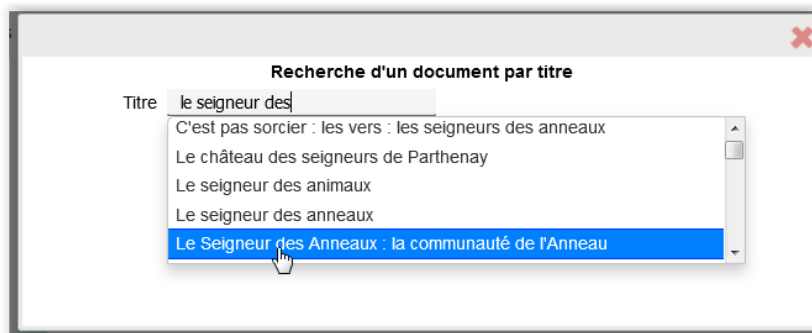 Recherche d'un document par titre
Titre le seigneur des
C'est pas sorcier : les vers : les seigneurs des anneaux
Le château des seigneurs de Parthenay
Le seigneur des animaux
Le seigneur des anneaux
Le Seigneur des Anneaux : la communauté de l'Anneau